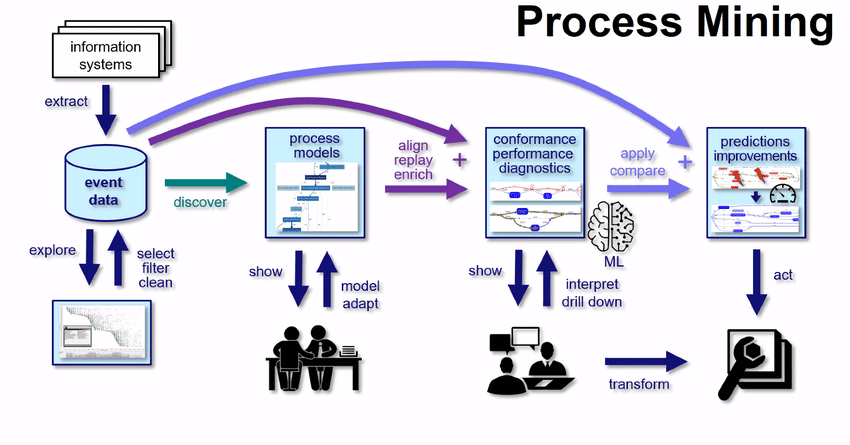 Process Mining
information
systems
extract
event
data
explore
select
filter
clean
discover
process
models
show
model
adapt
align
replay
enrich
+
conformance
performance
diagnostics
ML
show
interpret
drill down
apply
compare
+
predictions
improvements
act
transform